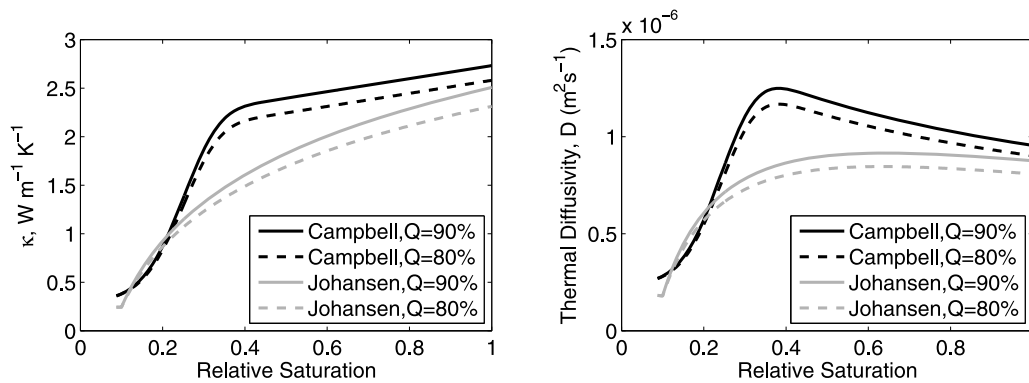 3
2.5
2
1.5
1
0.5
0
κ, W m⁻¹ K⁻¹
0
0.2
0.4
0.6
0.8
1
Relative Saturation
Campbell,Q=90%
Campbell,Q=80%
Johansen,Q=90%
Johansen,Q=80%
x 10⁻⁶
1.5
1
0.5
0
Thermal Diffusivity, D (m²s⁻¹)
0
0.2
0.4
0.6
0.8
Relative Saturation
Campbell,Q=90%
Campbell,Q=80%
Johansen,Q=90%
Johansen,Q=80%